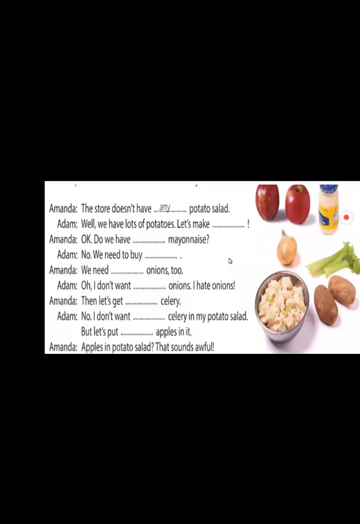 Amanda: The store doesn't have ...any......... potato salad.
Adam: Well, we have lots of potatoes. Let's make .................. !
Amanda: OK. Do we have .................. mayonnaise?
Adam: No. We need to buy .................. .
Amanda: We need .................. onions, too.
Adam: Oh, I don't want .................. onions. I hate onions!
Amanda: Then let's get .................. celery.
Adam: No. I don't want .................. celery in my potato salad.
But let's put .................. apples in it.
Amanda: Apples in potato salad? That sounds awful!